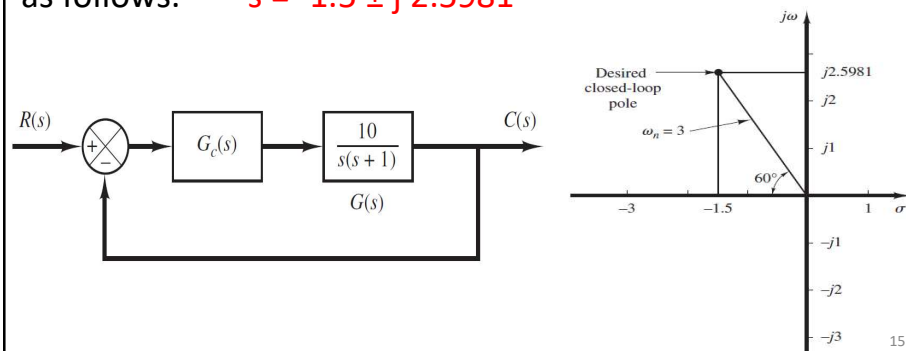 as follows: s = -1.5 ± j 2.5981
R(s)
+
−
G_c(s)
10
s(s + 1)
G(s)
C(s)
jω
Desired
closed-loop
pole
ω_n = 3
60°
j2.5981
j2
j1
−3
−1.5
1
σ
−j1
−j2
−j3
15